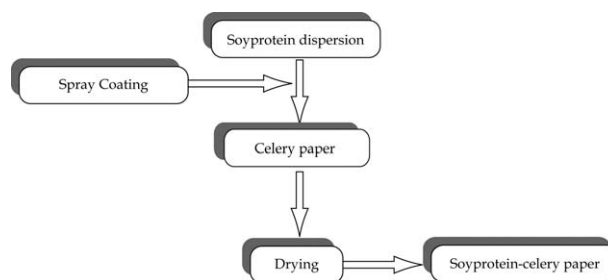 Soyprotein dispersion
Spray Coating
Celery paper
Drying
Soyprotein-celery paper